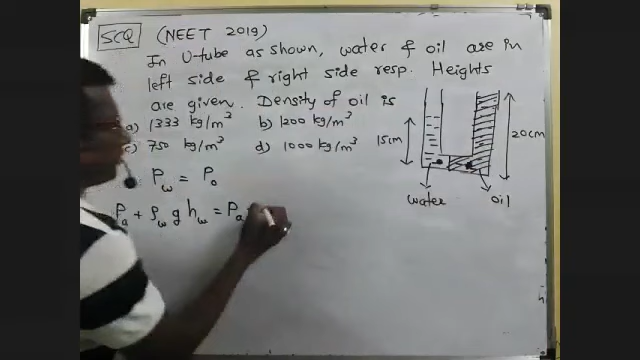 SCQ (NEET 2019)
In U-tube as shown, water & oil are in
left side & right side resp. Heights
are given. Density of oil is
a) 1333 kg/m³ b) 1200 kg/m³
c) 750 kg/m³ d) 1000 kg/m³
15cm
20cm
water
oil
P_w = P_o
P_a + ρ_w g h_w = P_a